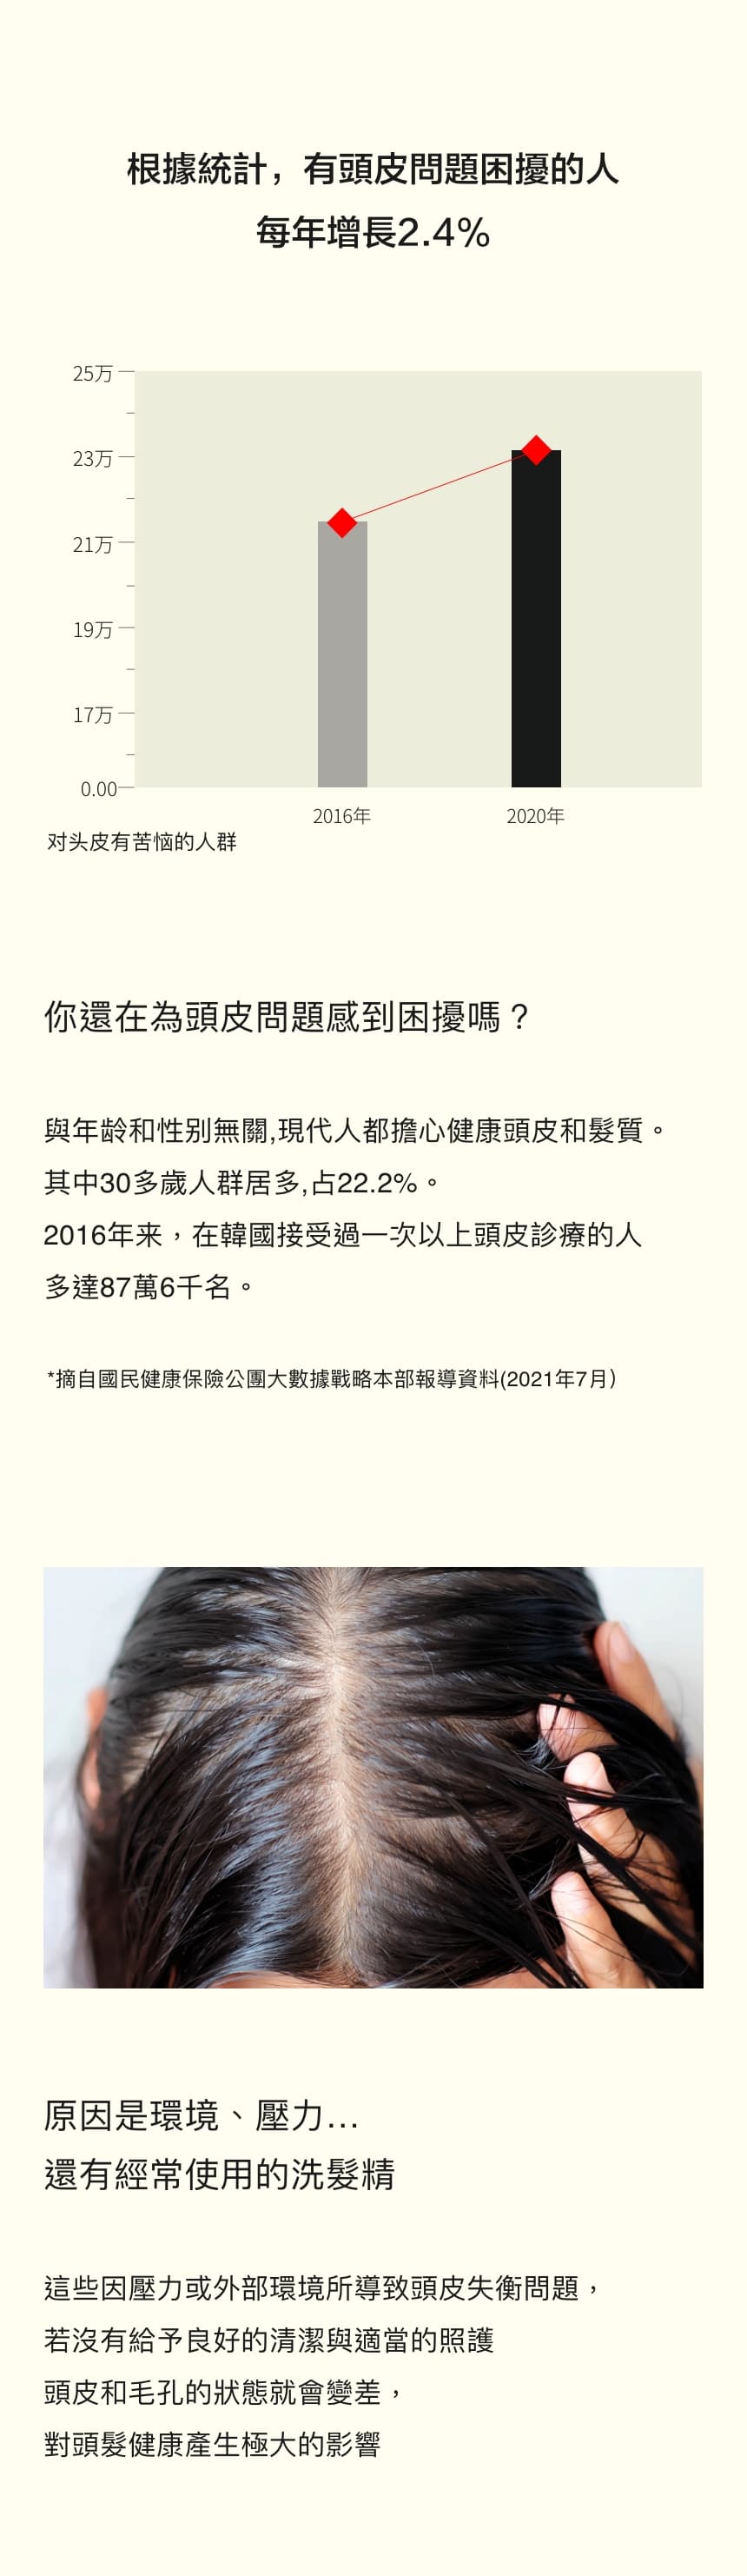 根據統計，有頭皮問題困擾的人
每年增長2.4%
25万
23万
21万
19万
17万
0.00
2016年
2020年
对头皮有苦恼的人群
你還在為頭皮問題感到困擾嗎？
與年龄和性别無關,現代人都擔心健康頭皮和髮質。
其中30多歲人群居多,占22.2%。
2016年来，在韓國接受過一次以上頭皮診療的人
多達87萬6千名。
*摘自國民健康保險公團大數據戰略本部報導資料(2021年7月)
原因是環境、壓力...
還有經常使用的洗髮精
這些因壓力或外部環境所導致頭皮失衡問題，
若沒有給予良好的清潔與適當的照護
頭皮和毛孔的狀態就會變差，
對頭髮健康產生極大的影響